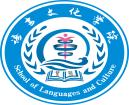 语言文化学院
School of Languages and Culture